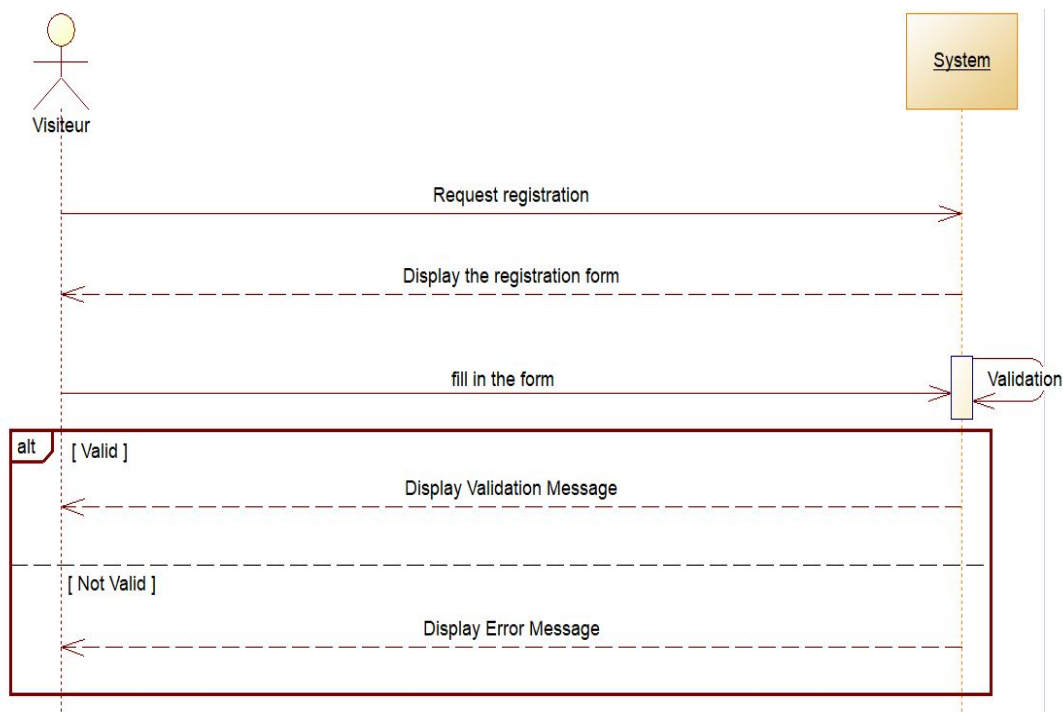 System
Visiteur
Request registration
Display the registration form
fill in the form
Validation
alt
[ Valid ]
Display Validation Message
[ Not Valid ]
Display Error Message